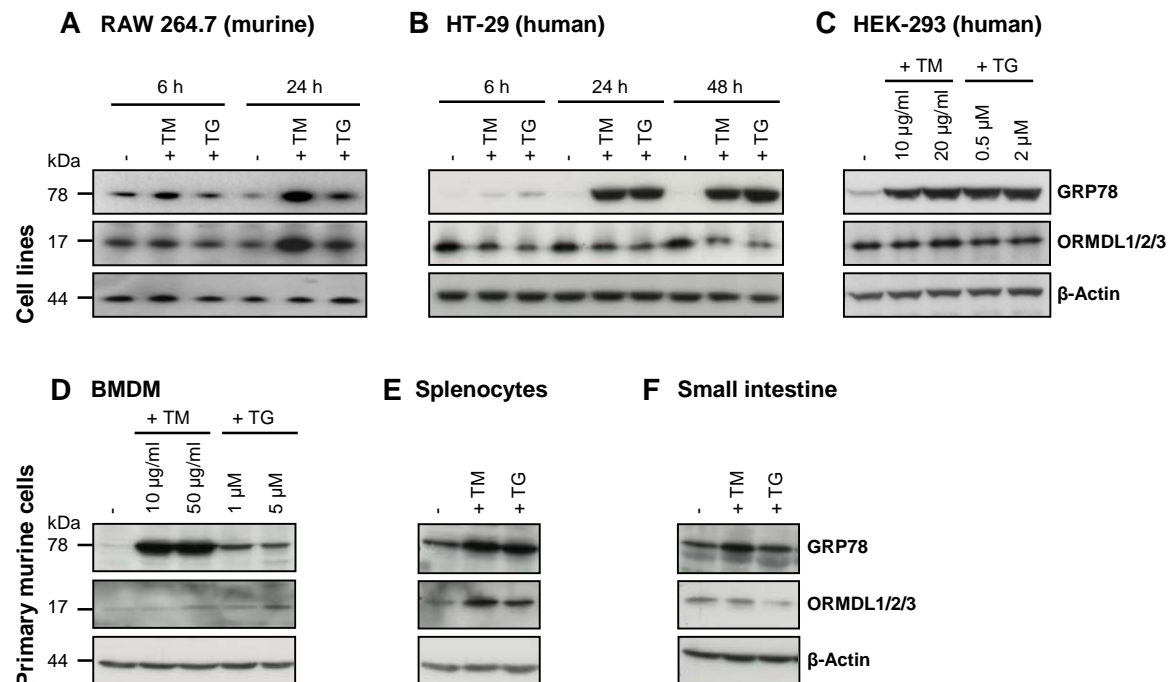 A RAW 264.7 (murine)
6 h 24 h
- + TM + TG - + TM + TG
kDa
78
17
44
Cell lines
B HT-29 (human)
6 h 24 h 48 h
- + TM + TG - + TM + TG - + TM + TG
C HEK-293 (human)
+ TM + TG
- 10 µg/ml 20 µg/ml 0.5 µM 2 µM
GRP78
ORMDL1/2/3
β-Actin
D BMDM
+ TM + TG
- 10 µg/ml 50 µg/ml 1 µM 5 µM
kDa
78
17
44
Primary murine cells
E Splenocytes
- + TM + TG
F Small intestine
- + TM + TG
GRP78
ORMDL1/2/3
β-Actin